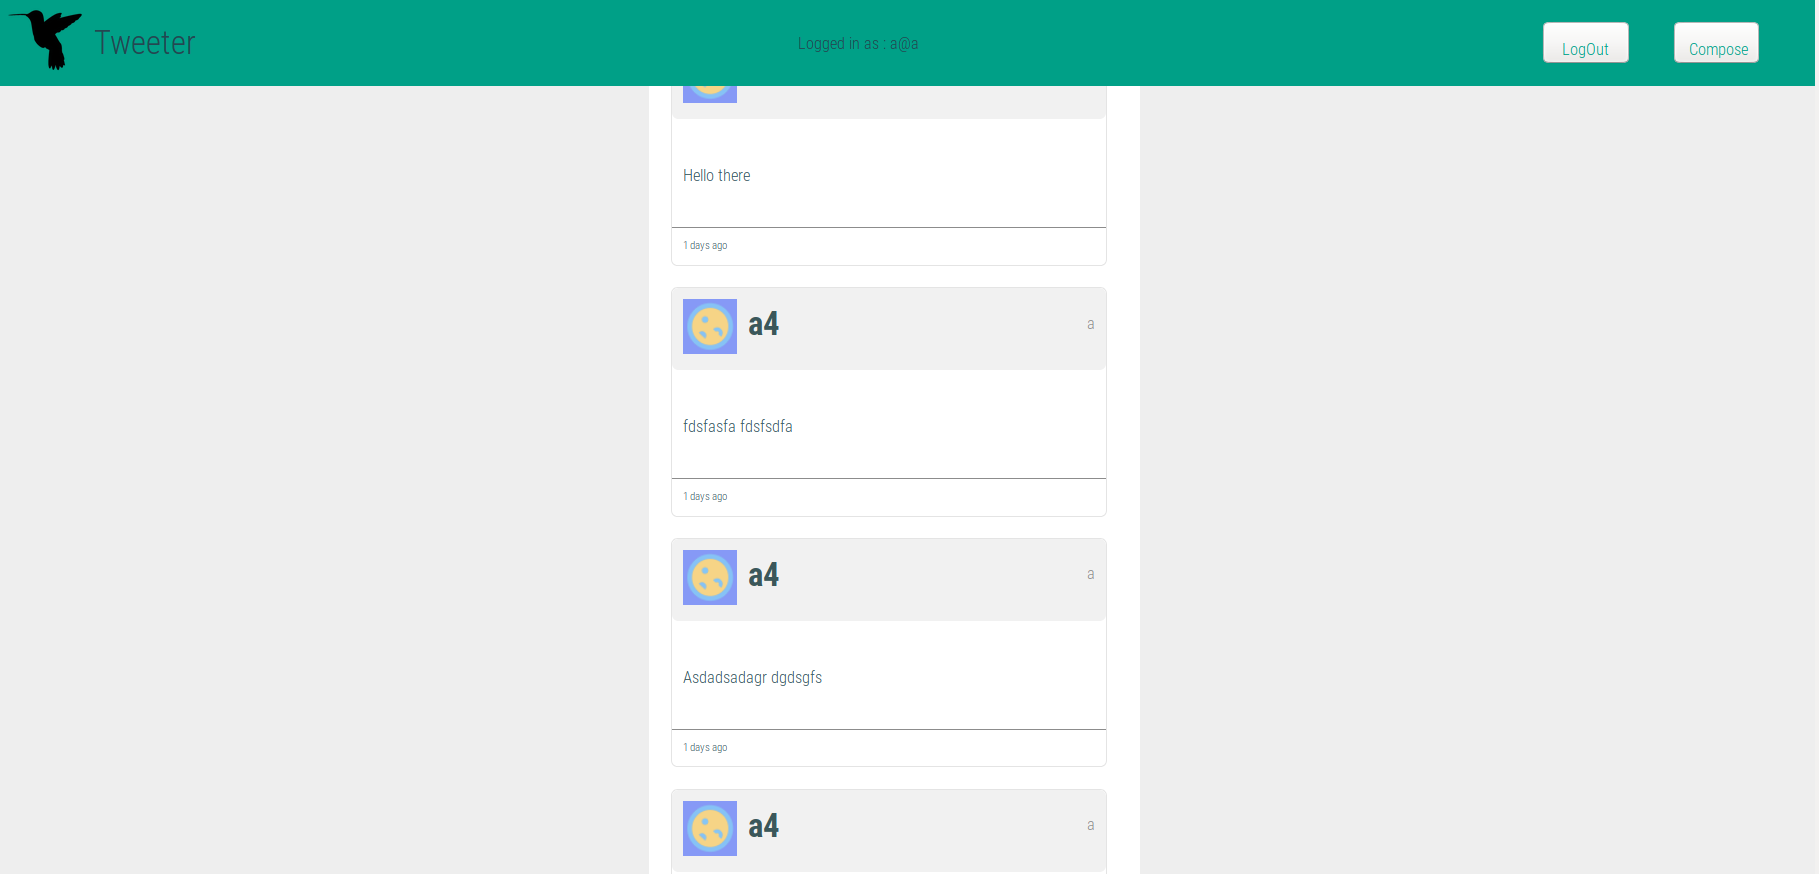 Tweeter
Logged in as : a@a
LogOut
Compose
Hello there
1 days ago
a4
a
fdsfasfa fdsfsdfa
1 days ago
a4
a
Asdadsadagr dgdsgfs
1 days ago
a4
a